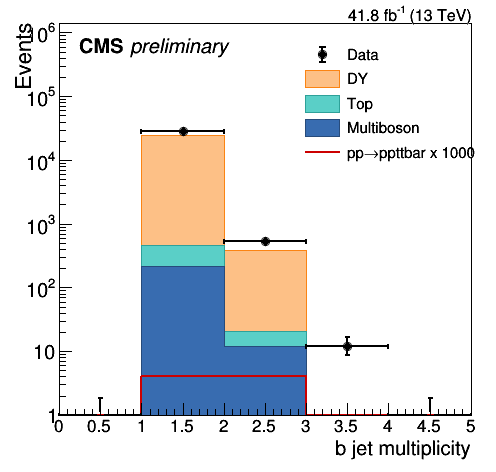 41.8 fb⁻¹ (13 TeV)
Events
CMS preliminary
Data
DY
Top
Multiboson
pp→ppttbar x 1000
10⁶
10⁵
10⁴
10³
10²
10
1
0 0.5 1 1.5 2 2.5 3 3.5 4 4.5 5
b jet multiplicity